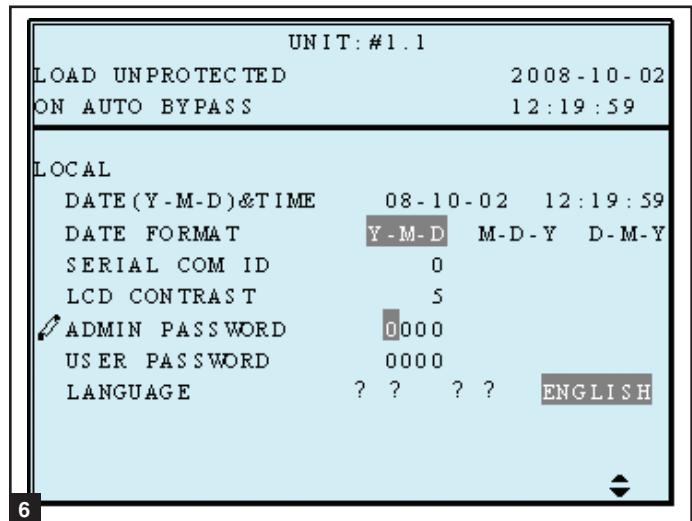 UNIT:#1.1
LOAD UNPROTECTED 2008-10-02
ON AUTO BYPASS 12:19:59
LOCAL
DATE(Y-M-D)&TIME 08-10-02 12:19:59
DATE FORMAT Y-M-D M-D-Y D-M-Y
SERIAL COM ID 0
LCD CONTRAST 5
ADMIN PASSWORD 0000
USER PASSWORD 0000
LANGUAGE ? ? ? ? ENGLISH
6